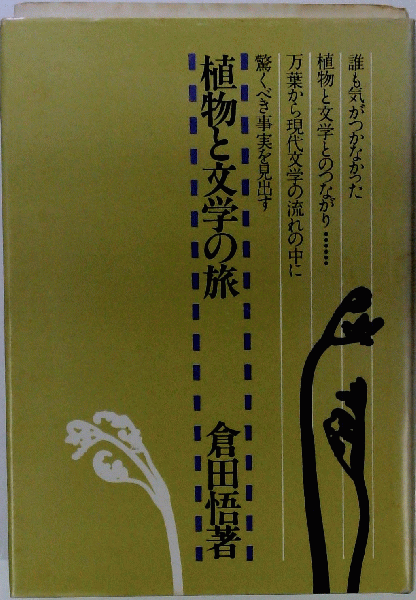 誰も気がつかなかった
植物と文学とのつながり……
万葉から現代文学の流れの中に
驚くべき事実を見出す
植物と文学の旅
倉田悟著